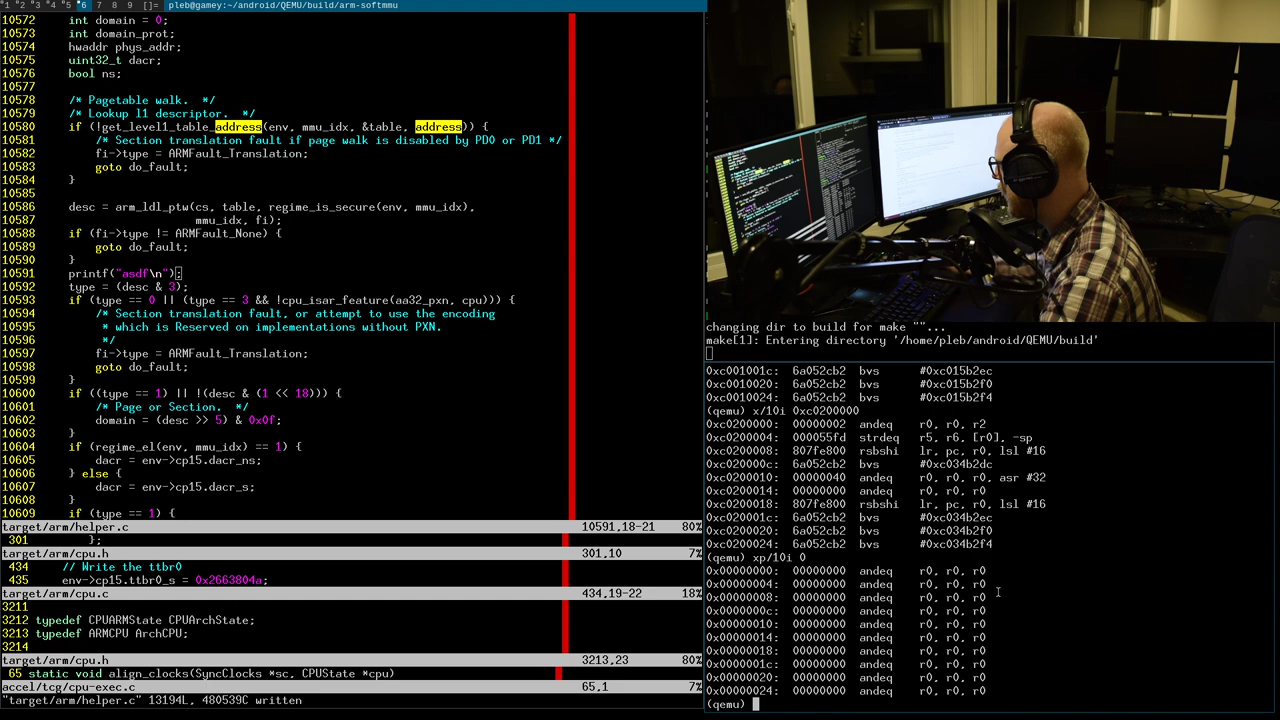 1 2 3 4 5 6 7 8 9 []= pleb@gamey:~/android/QEMU/build/arm-softmmu
10572     int domain = 0;
10573     int domain_prot;
10574     hwaddr phys_addr;
10575     uint32_t dacr;
10576     bool ns;
10577
10578     /* Pagetable walk.  */
10579     /* Lookup l1 descriptor.  */
10580     if (!get_level1_table_address(env, mmu_idx, &table, address)) {
10581         /* Section translation fault if page walk is disabled by PD0 or PD1 */
10582         fi->type = ARMFault_Translation;
10583         goto do_fault;
10584     }
10585
10586     desc = arm_ldl_ptw(cs, table, regime_is_secure(env, mmu_idx),
10587                        mmu_idx, fi);
10588     if (fi->type != ARMFault_None) {
10589         goto do_fault;
10590     }
10591     printf("asdf\n");
10592     type = (desc & 3);
10593     if (type == 0 || (type == 3 && !cpu_isar_feature(aa32_pxn, cpu))) {
10594         /* Section translation fault, or attempt to use the encoding
10595          * which is Reserved on implementations without PXN.
10596          */
10597         fi->type = ARMFault_Translation;
10598         goto do_fault;
10599     }
10600     if ((type == 1) || !(desc & (1 << 18))) {
10601         /* Page or Section.  */
10602         domain = (desc >> 5) & 0x0f;
10603     }
10604     if (regime_el(env, mmu_idx) == 1) {
10605         dacr = env->cp15.dacr_ns;
10606     } else {
10607         dacr = env->cp15.dacr_s;
10608     }
10609     if (type == 1) {
target/arm/helper.c 10591,18-21 80%
301         };
target/arm/cpu.h 301,10 7%
434     // Write the ttbr0
435     env->cp15.ttbr0_s = 0x2663804a;
target/arm/cpu.c 434,19-22 18%
3211
3212 typedef CPUARMState CPUArchState;
3213 typedef ARMCPU ArchCPU;
3214
target/arm/cpu.h 3213,23 80%
65 static void align_clocks(SyncClocks *sc, CPUState *cpu)
accel/tcg/cpu-exec.c 65,1 7%
"target/arm/helper.c" 13194L, 480539C written
changing dir to build for make ""...
make[1]: Entering directory '/home/pleb/android/QEMU/build'
0xc001001c:  6a052cb2  bvs      #0xc015b2ec
0xc0010020:  6a052cb2  bvs      #0xc015b2f0
0xc0010024:  6a052cb2  bvs      #0xc015b2f4
(qemu) x/10i 0xc0200000
0xc0200000:  00000002  andeq    r0, r0, r2
0xc0200004:  000055fd  strdeq   r5, r6, [r0], -sp
0xc0200008:  807fe800  rsbshi   lr, pc, r0, lsl #16
0xc020000c:  6a052cb2  bvs      #0xc034b2dc
0xc0200010:  00000040  andeq    r0, r0, r0, asr #32
0xc0200014:  00000000  andeq    r0, r0, r0
0xc0200018:  807fe800  rsbshi   lr, pc, r0, lsl #16
0xc020001c:  6a052cb2  bvs      #0xc034b2ec
0xc0200020:  6a052cb2  bvs      #0xc034b2f0
0xc0200024:  6a052cb2  bvs      #0xc034b2f4
(qemu) xp/10i 0
0x00000000:  00000000  andeq    r0, r0, r0
0x00000004:  00000000  andeq    r0, r0, r0
0x00000008:  00000000  andeq    r0, r0, r0
0x0000000c:  00000000  andeq    r0, r0, r0
0x00000010:  00000000  andeq    r0, r0, r0
0x00000014:  00000000  andeq    r0, r0, r0
0x00000018:  00000000  andeq    r0, r0, r0
0x0000001c:  00000000  andeq    r0, r0, r0
0x00000020:  00000000  andeq    r0, r0, r0
0x00000024:  00000000  andeq    r0, r0, r0
(qemu)